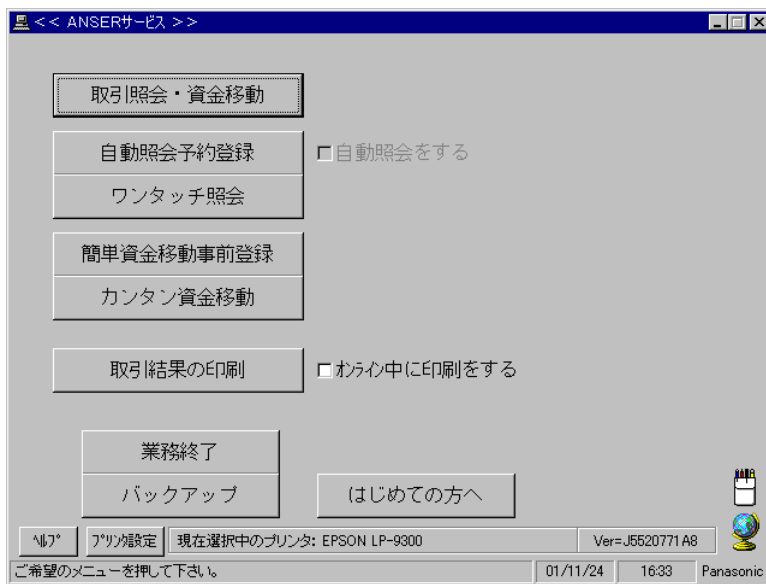 << ANSERｻｰﾋﾞｽ >>
取引照会・資金移動
自動照会予約登録
自動照会をする
ワンタッチ照会
簡単資金移動事前登録
カンタン資金移動
取引結果の印刷
ｵﾝﾗｲﾝ中に印刷をする
業務終了
バックアップ
はじめての方へ
ﾍﾙﾌﾟ
ﾌﾟﾘﾝﾀ設定
現在選択中のプリンタ: EPSON LP-9300
Ver=J5520771A8
ご希望のメニューを押して下さい。
01/11/24
16:33
Panasonic